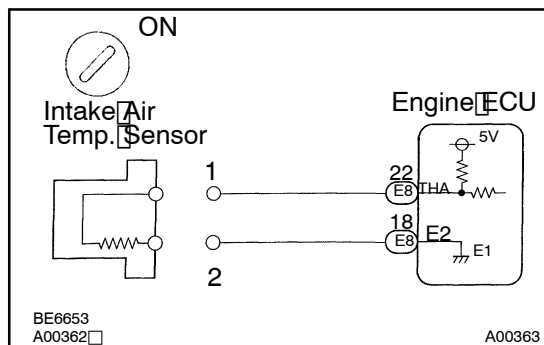 ON
Intake□Air
Temp.□Sensor
Engine□ECU
5V
1
22
E8 THA
18
E8 E2
E1
2
BE6653
A00362□
A00363